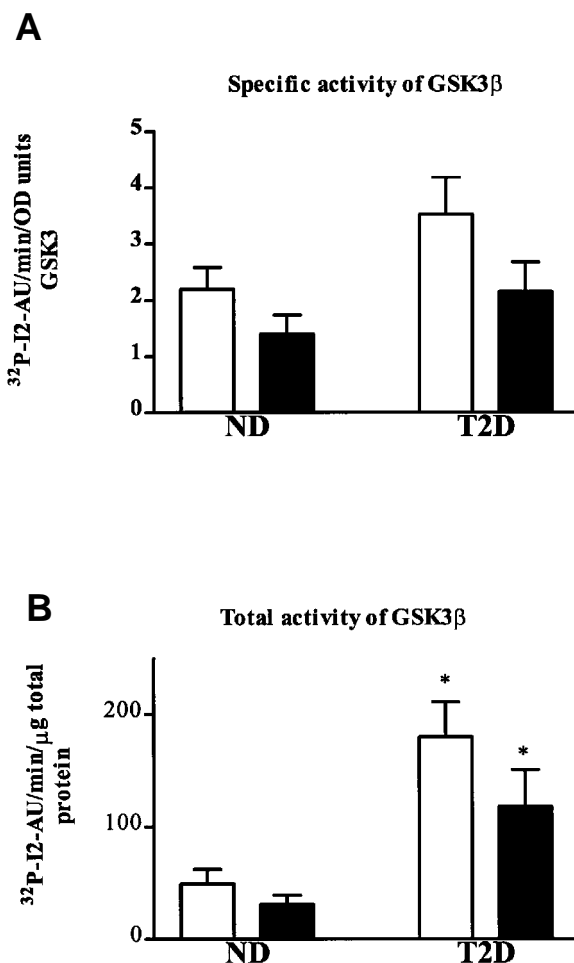 A
Specific activity of GSK3β
³²P-I2-AU/min/OD units
GSK3
5
4
3
2
1
0
ND
T2D
B
Total activity of GSK3β
³²P-I2-AU/min/μg total
protein
200
100
0
*
*
ND
T2D